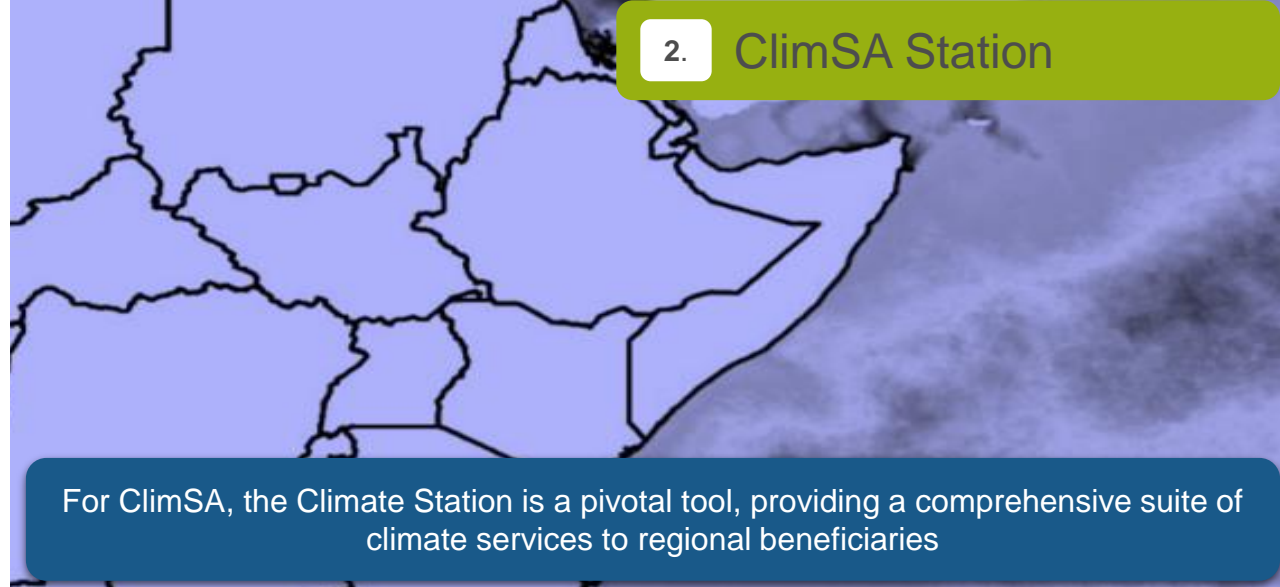 2. ClimSA Station
For ClimSA, the Climate Station is a pivotal tool, providing a comprehensive suite of
climate services to regional beneficiaries